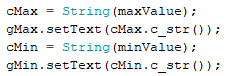 cMax = String(maxValue);
gMax.setText(cMax.c_str());
cMin = String(minValue);
gMin.setText(cMin.c_str());